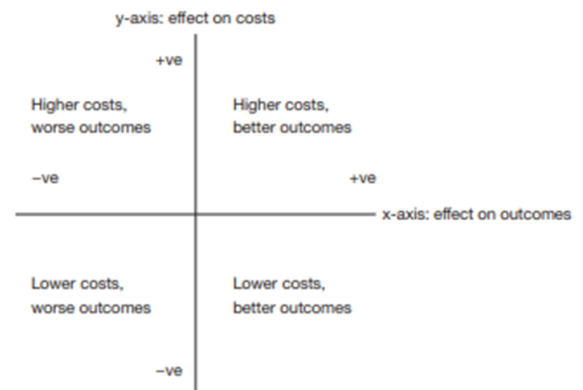 y-axis: effect on costs
+ve
Higher costs,
worse outcomes
Higher costs,
better outcomes
−ve
+ve
x-axis: effect on outcomes
Lower costs,
worse outcomes
Lower costs,
better outcomes
−ve